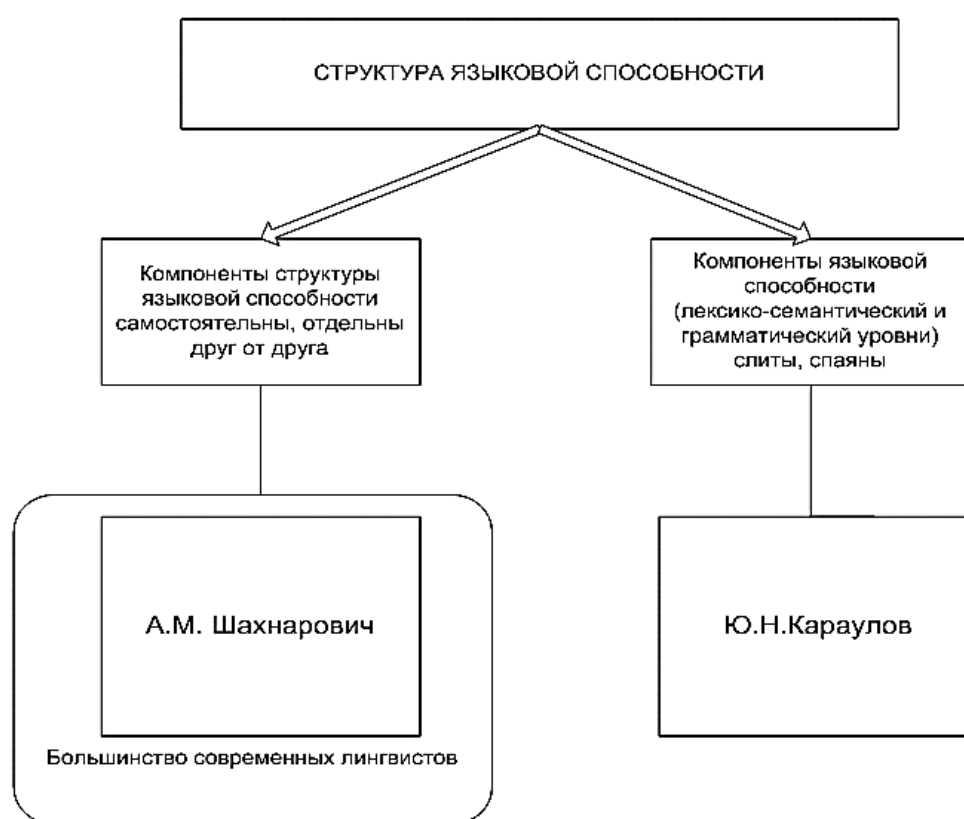 СТРУКТУРА ЯЗЫКОВОЙ СПОСОБНОСТИ
Компоненты структуры
языковой способности
самостоятельны, отдельны
друг от друга
Компоненты языковой
способности
(лексико-семантический и
грамматический уровни)
слиты, спаяны
А.М. Шахнарович
Большинство современных лингвистов
Ю.Н.Караулов